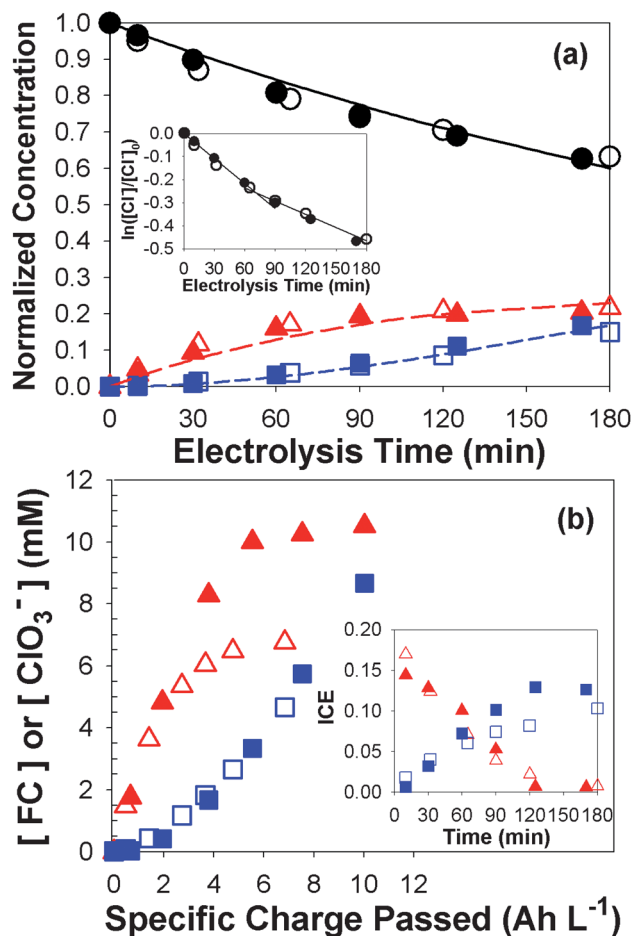 (a)
Normalized Concentration
1.0
0.9
0.8
0.7
0.6
0.5
0.4
0.3
0.2
0.1
0.0
0 30 60 90 120 150 180
Electrolysis Time (min)
ln([Cl⁻]/[Cl⁻]₀)
0.0
-0.1
-0.2
-0.3
-0.4
-0.5
0 30 60 90 120 150 180
Electrolysis Time (min)
(b)
[ FC ] or [ ClO₃⁻ ] (mM)
12
10
8
6
4
2
0
0 2 4 6 8 10 12
Specific Charge Passed (Ah L⁻¹)
ICE
0.20
0.15
0.10
0.05
0.00
0 30 60 90 120 150 180
Time (min)